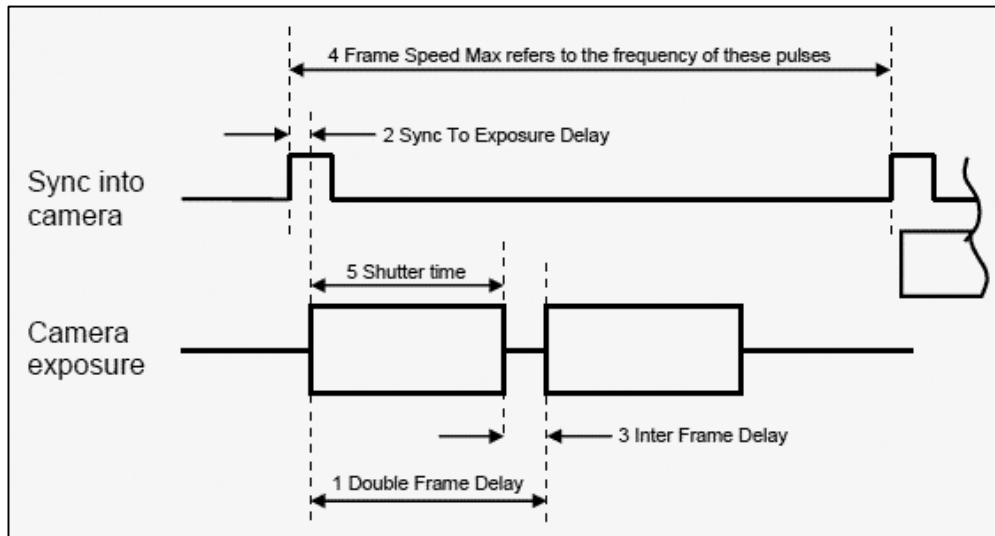 4 Frame Speed Max refers to the frequency of these pulses
2 Sync To Exposure Delay
Sync into
camera
5 Shutter time
Camera
exposure
3 Inter Frame Delay
1 Double Frame Delay